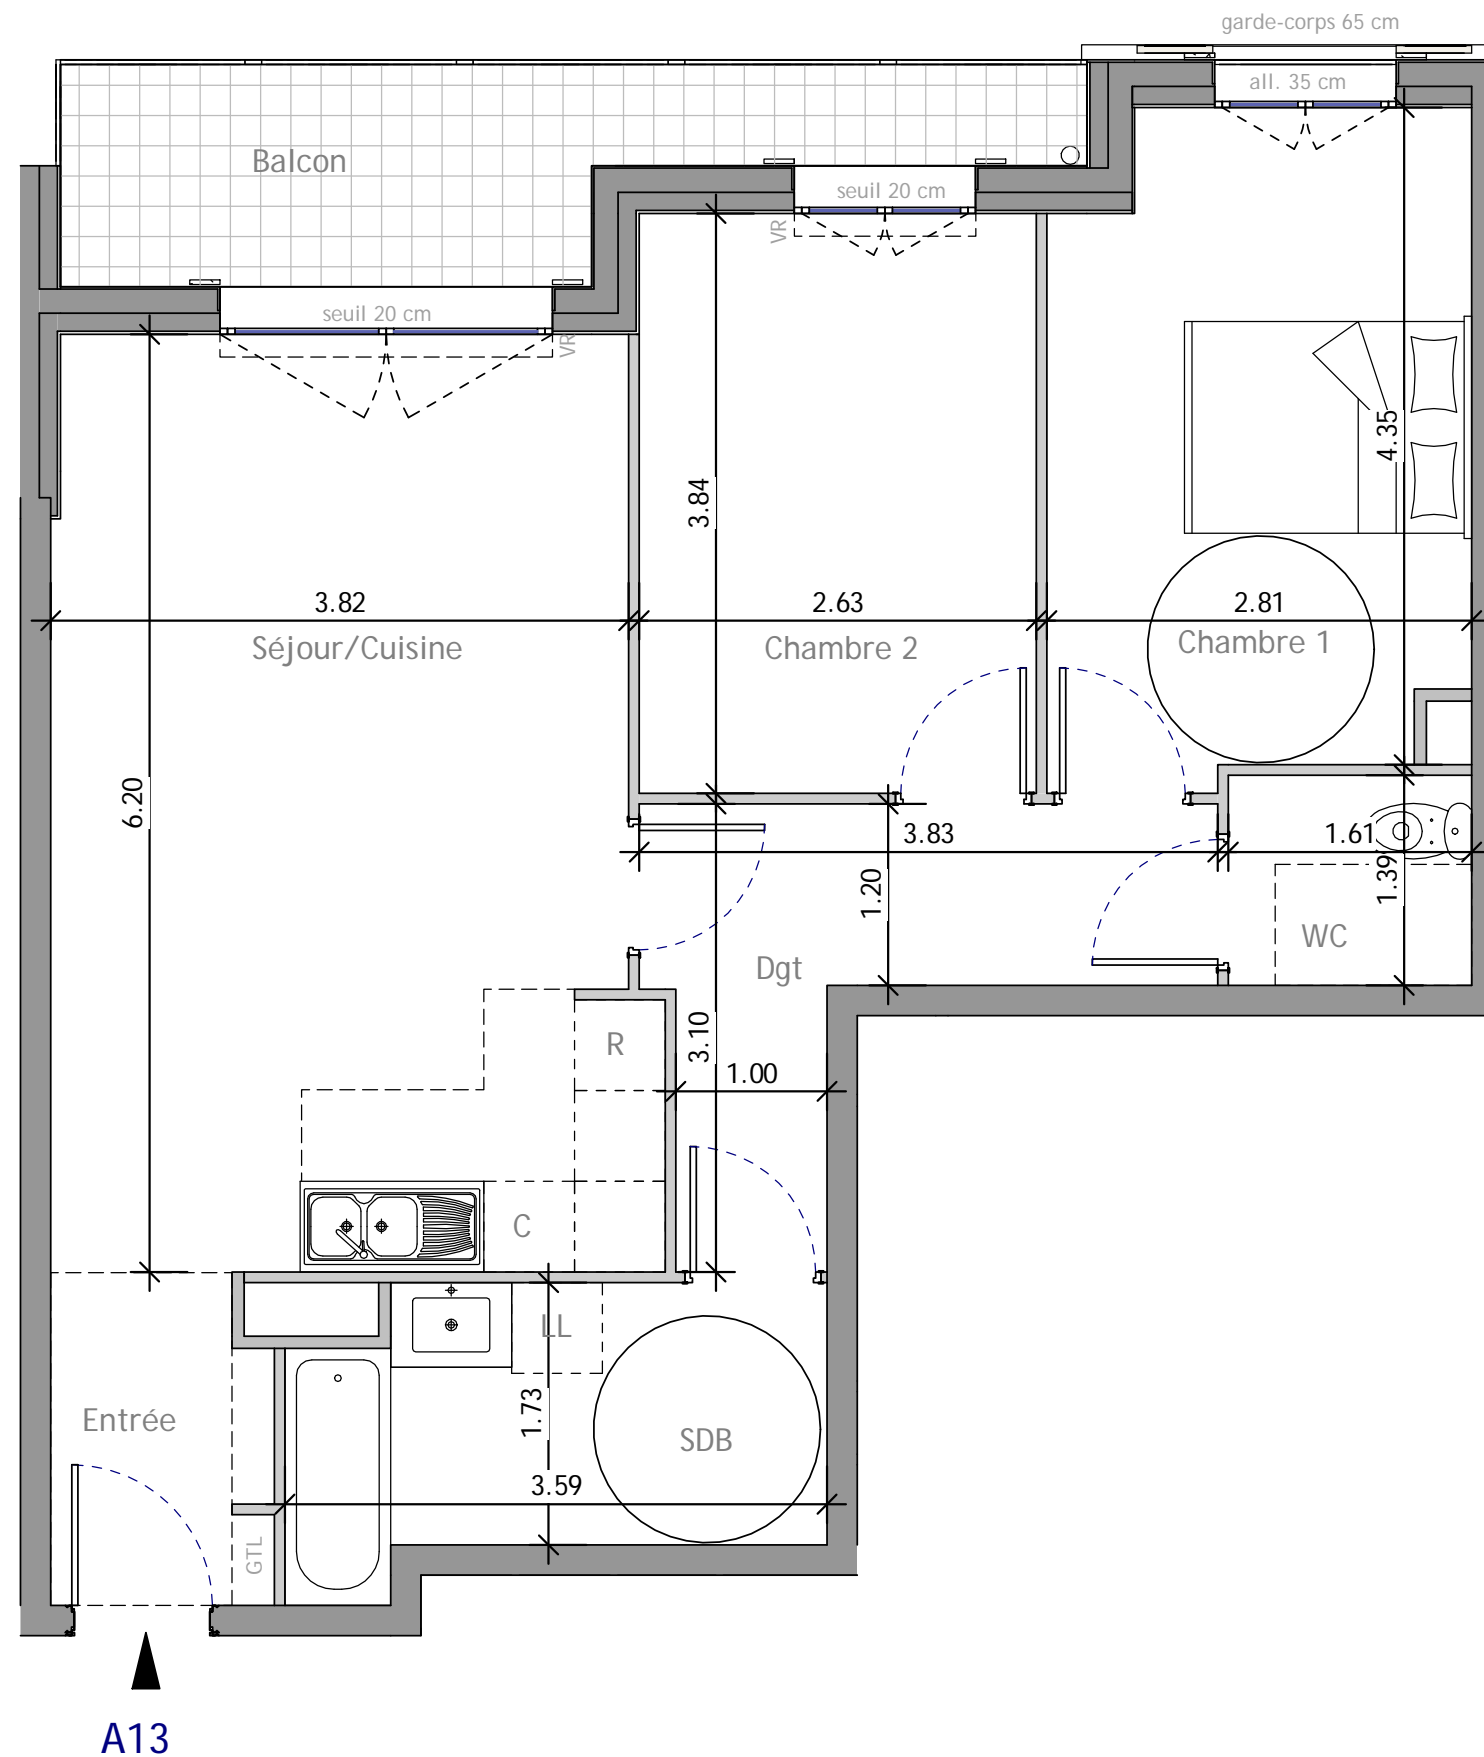 garde-corps 65 cm
all. 35 cm
Balcon
seuil 20 cm
VR
seuil 20 cm
VR
4.35
3.84
3.82
2.63
2.81
Séjour/Cuisine
Chambre 2
Chambre 1
6.20
3.83
1.61
1.20
1.39
WC
Dgt
R
3.10
1.00
C
LL
1.73
Entrée
SDB
3.59
GTL
A13